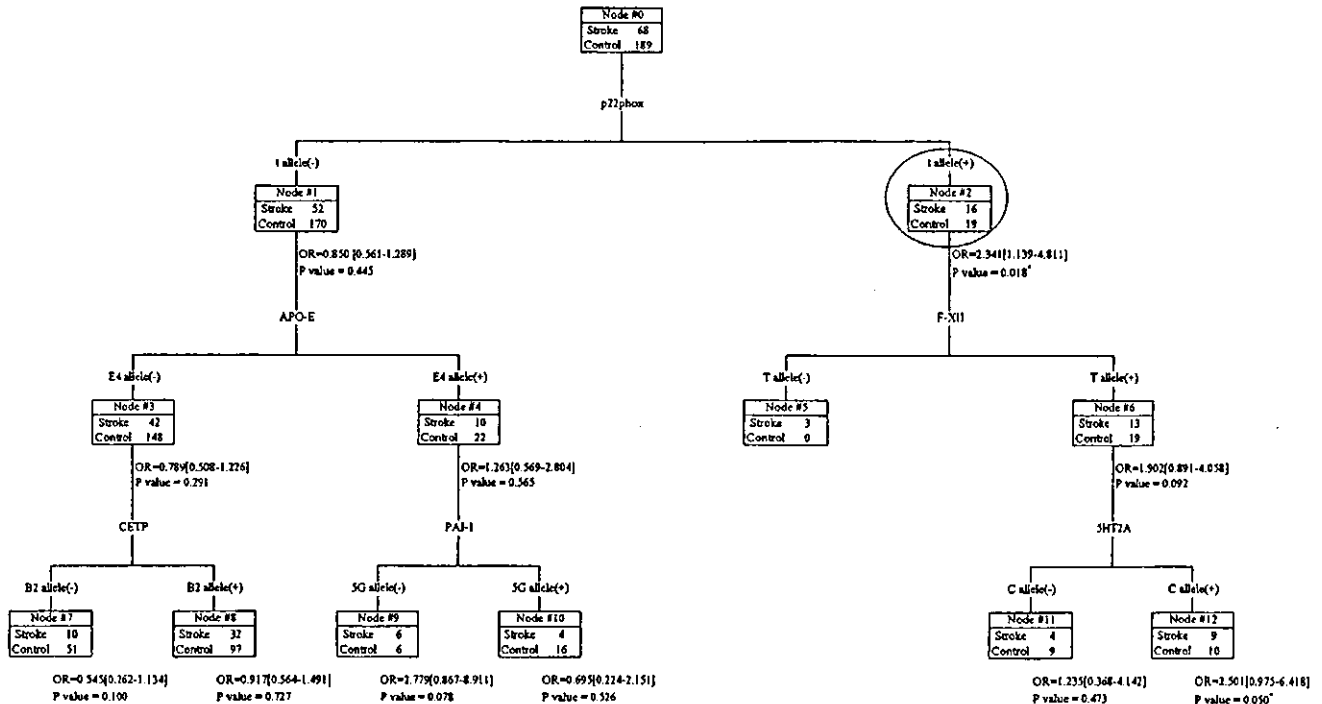 Node #0
Stroke 68
Control 189
p22phox
t allele(-)
t allele(+)
Node #1
Stroke 52
Control 170
Node #2
Stroke 16
Control 19
OR=0.850 [0.561-1.289]
P value = 0.445
OR=2.341[1.139-4.811]
P value = 0.018*
APO-E
F-XII
E4 allele(-)
E4 allele(+)
T allele(-)
T allele(+)
Node #3
Stroke 42
Control 148
Node #4
Stroke 10
Control 22
Node #5
Stroke 3
Control 0
Node #6
Stroke 13
Control 19
OR=0.789[0.508-1.226]
P value = 0.291
OR=1.263[0.569-2.804]
P value = 0.565
OR=1.902[0.891-4.058]
P value = 0.092
CETP
PAI-1
5HT2A
B2 allele(-)
B2 allele(+)
5G allele(-)
5G allele(+)
C allele(-)
C allele(+)
Node #7
Stroke 10
Control 51
Node #8
Stroke 32
Control 97
Node #9
Stroke 6
Control 6
Node #10
Stroke 4
Control 16
Node #11
Stroke 4
Control 9
Node #12
Stroke 9
Control 10
OR=0.545[0.262-1.134]
P value = 0.100
OR=0.917[0.564-1.491]
P value = 0.727
OR=2.779[0.867-8.911]
P value = 0.078
OR=0.695[0.224-2.151]
P value = 0.526
OR=1.235[0.368-4.142]
P value = 0.473
OR=2.501[0.975-6.418]
P value = 0.050*